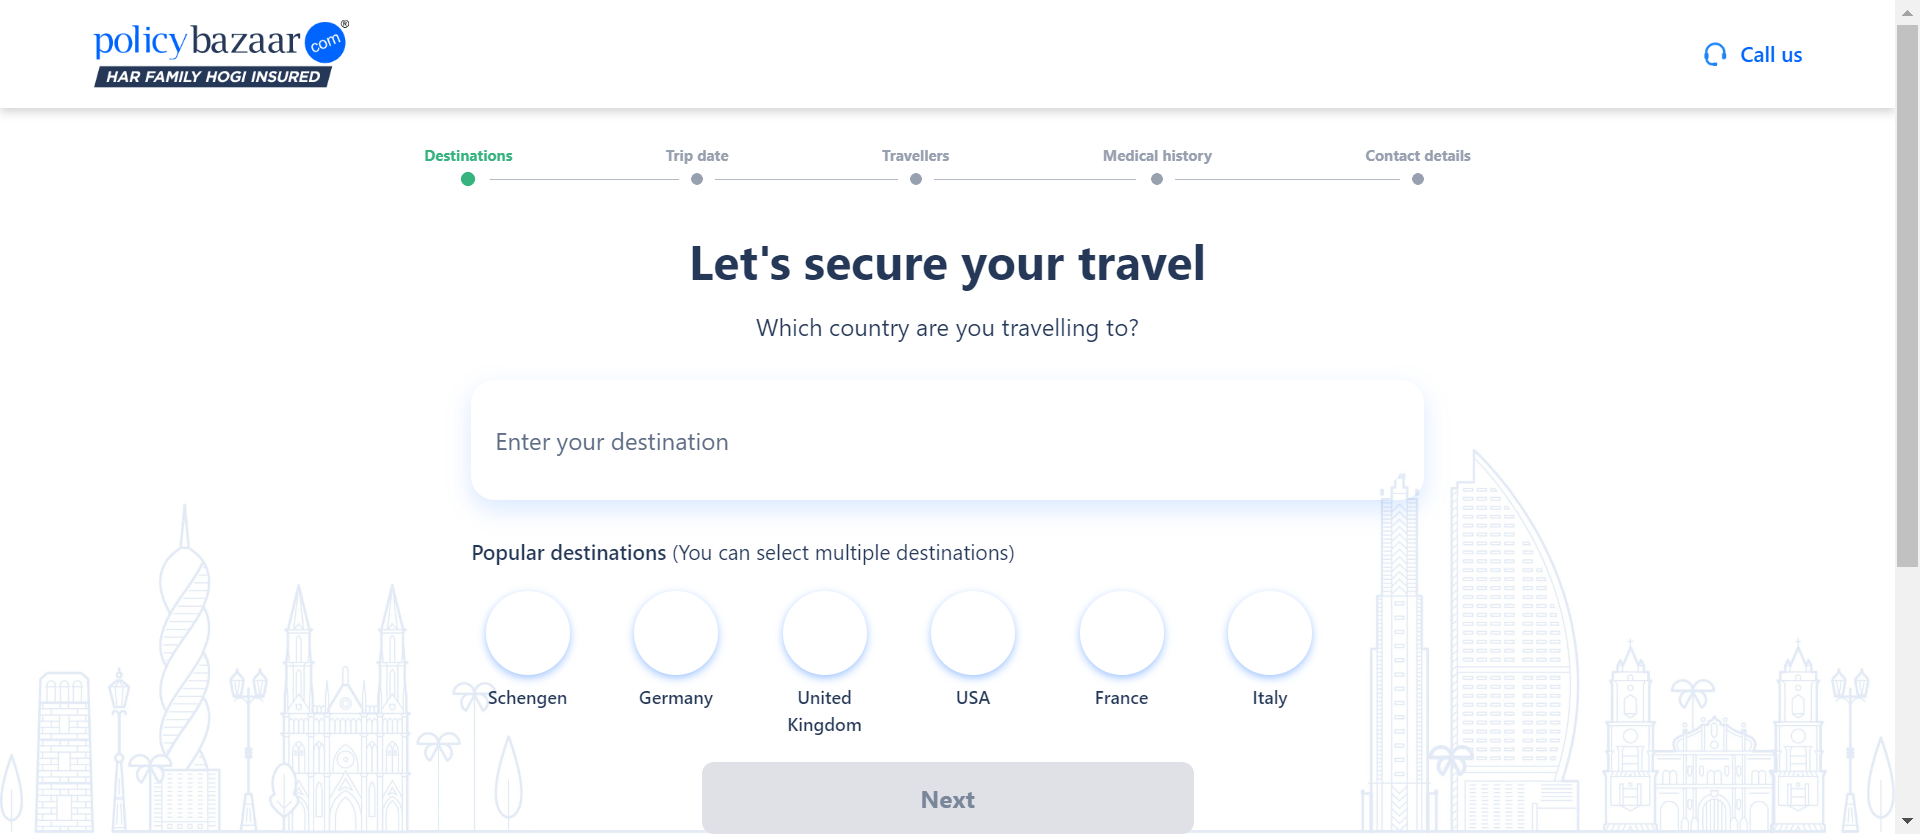 policybazaar com ®
HAR FAMILY HOGI INSURED
Call us
Destinations
Trip date
Travellers
Medical history
Contact details
Let's secure your travel
Which country are you travelling to?
Enter your destination
Popular destinations (You can select multiple destinations)
Schengen
Germany
United
Kingdom
USA
France
Italy
Next